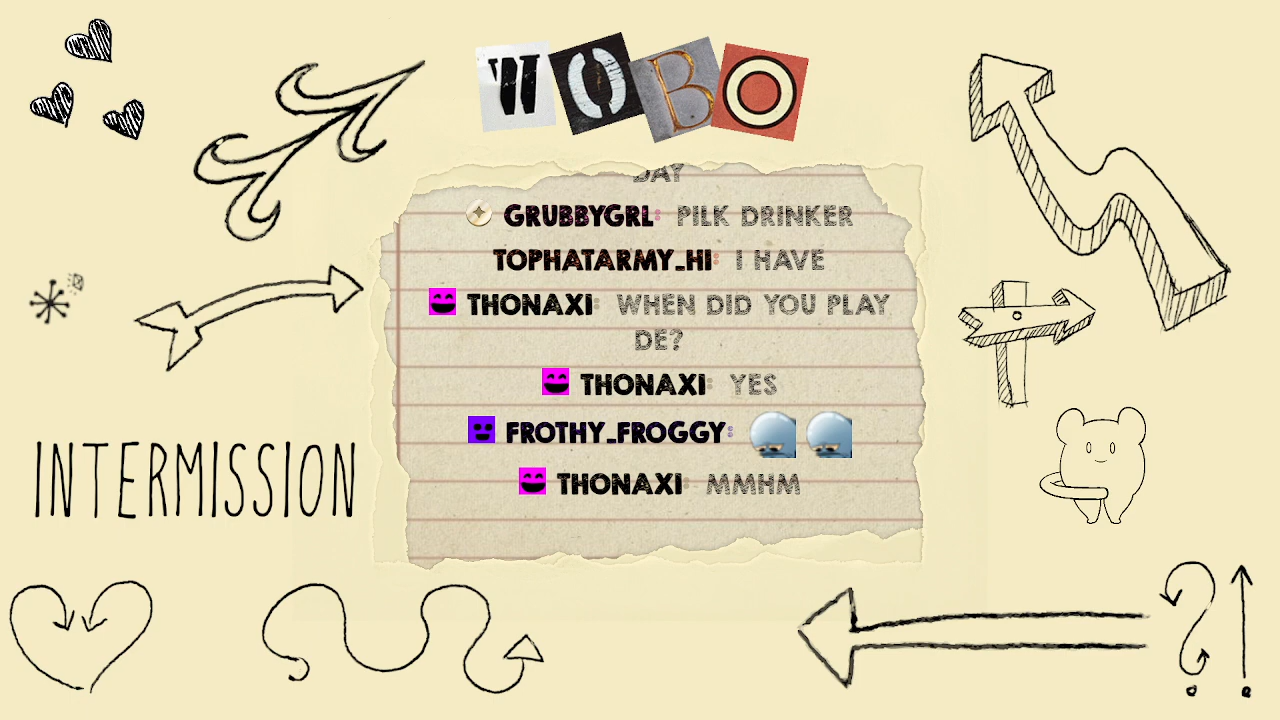 WOBO
DAY
GRUBBYGRL: PILK DRINKER
TOPHATARMY_HI: I HAVE
THONAXI: WHEN DID YOU PLAY
DE?
THONAXI: YES
FROTHY_FROGGY:
THONAXI: MMHM
INTERMISSION
?!